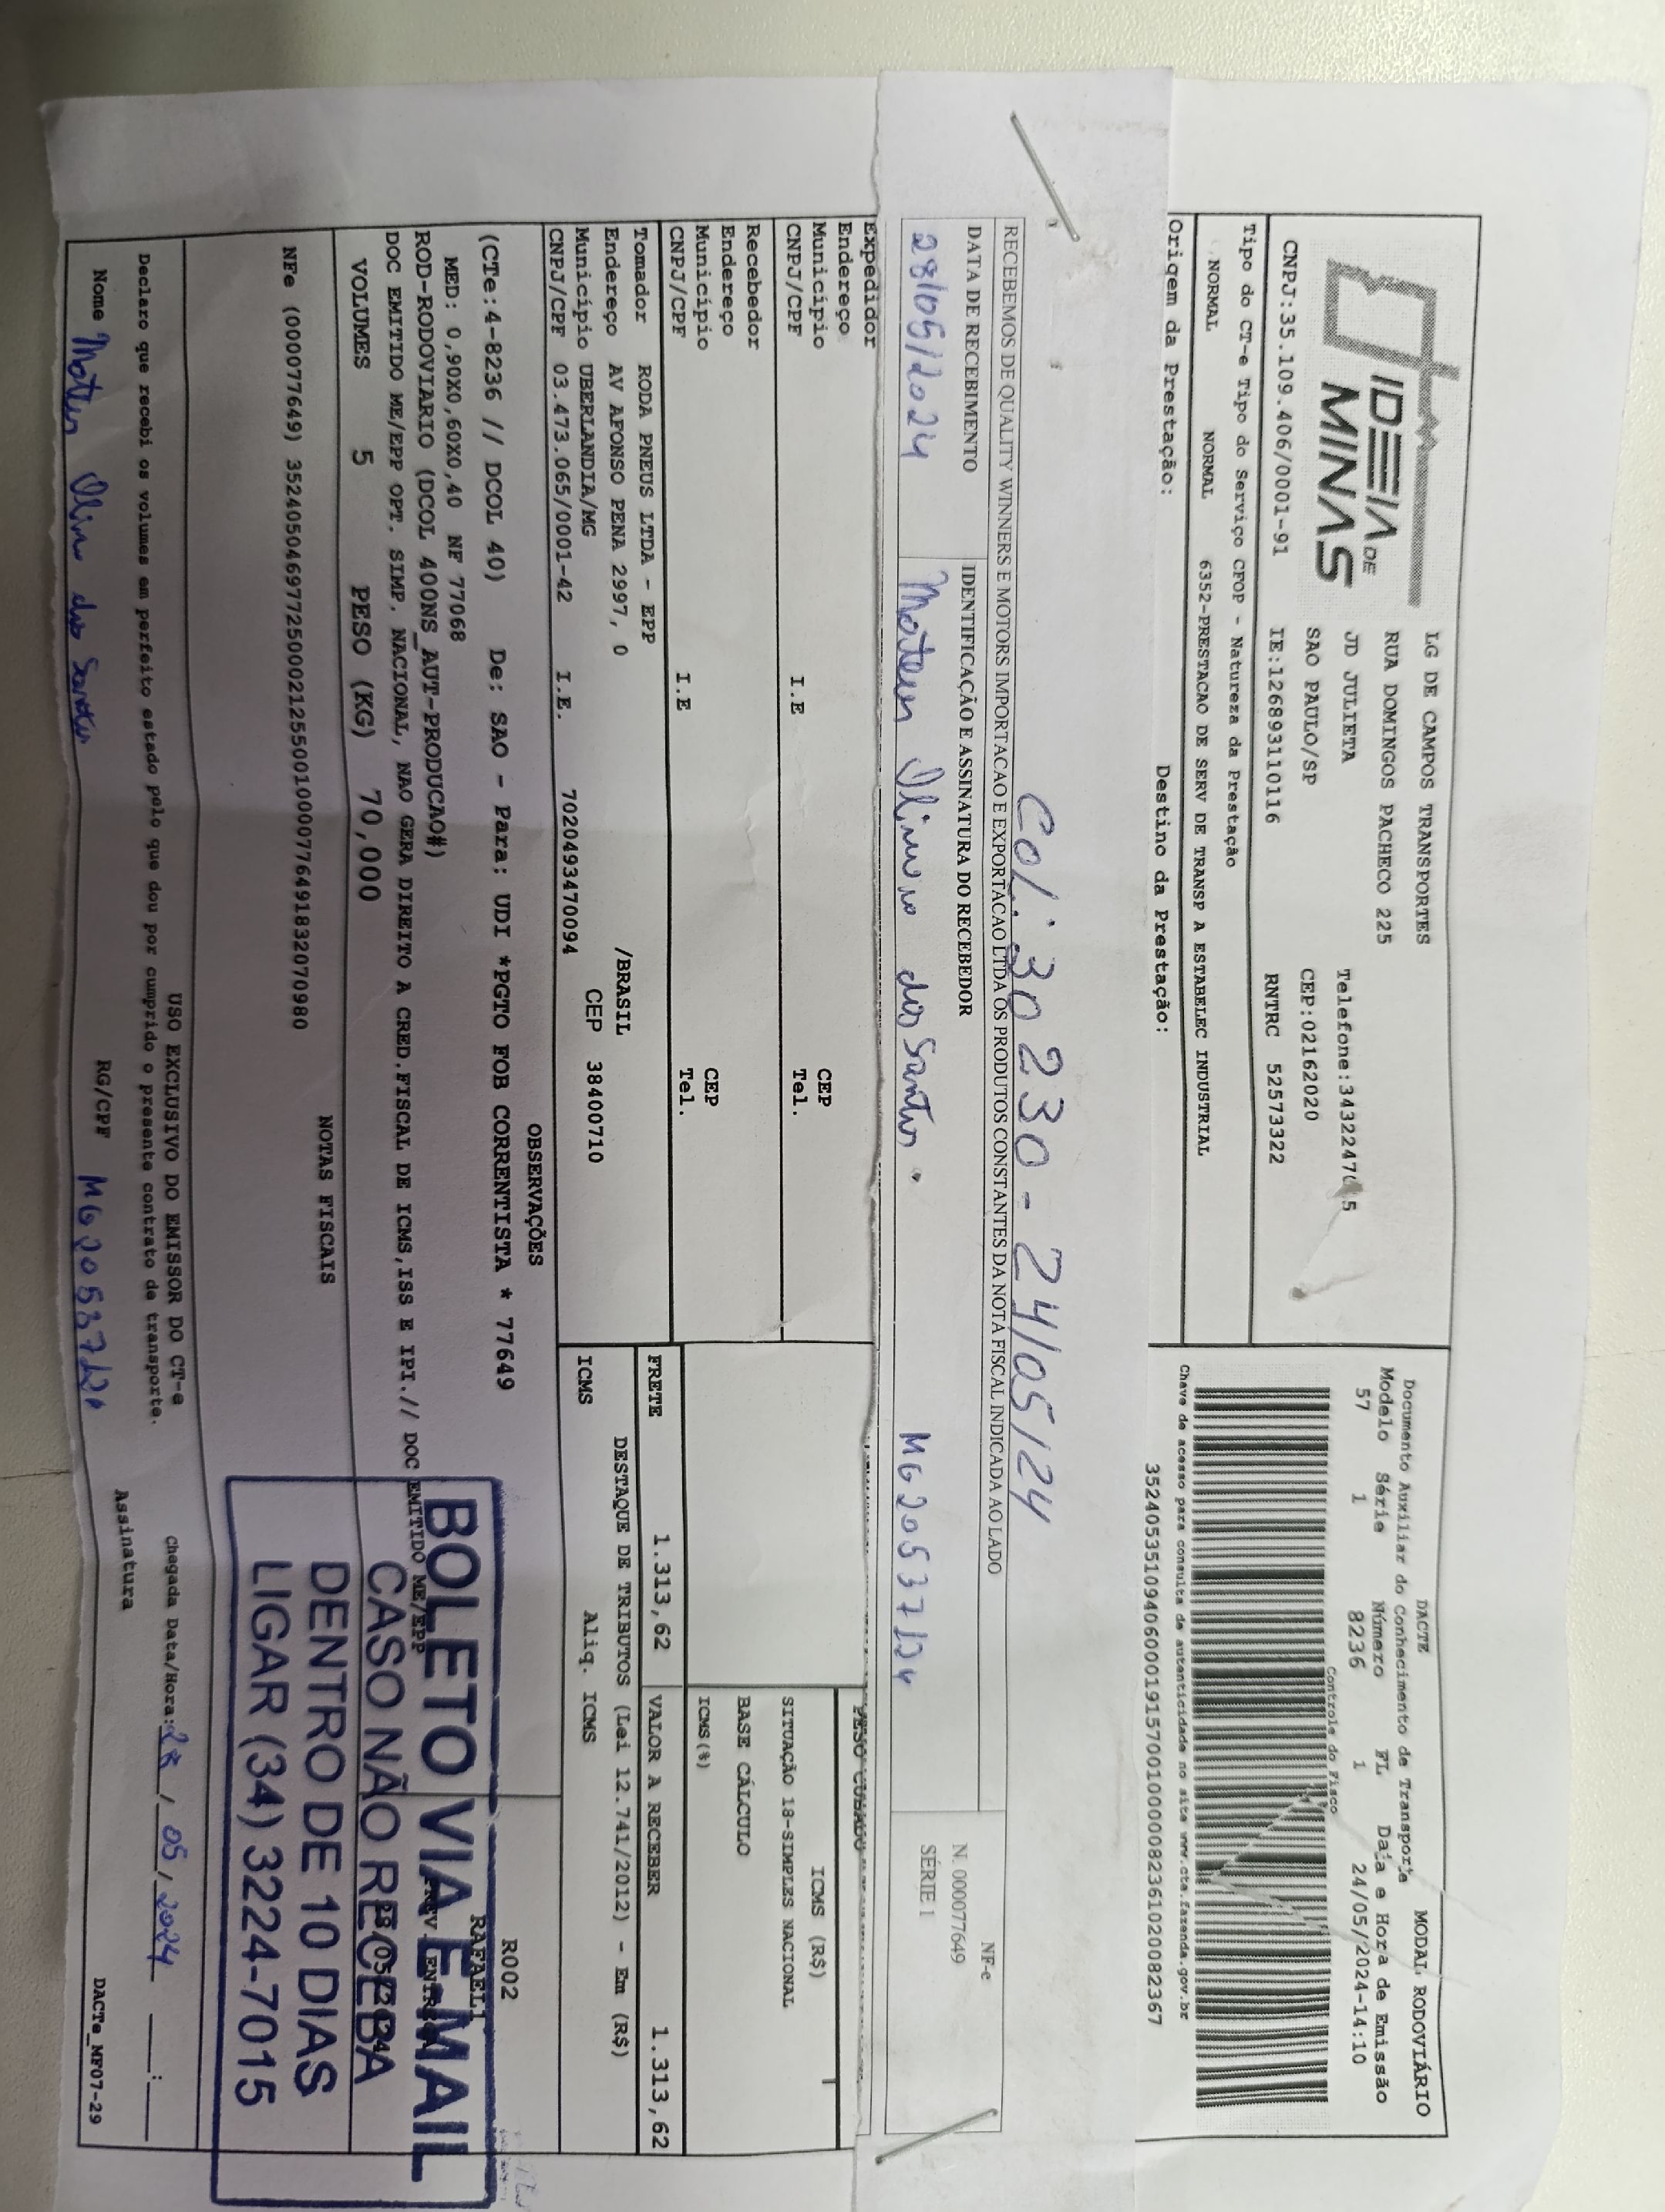 IDEIA DE
MINAS
LG DE CAMPOS TRANSPORTES
RUA DOMINGOS PACHECO 225
JD JULIETA
Telefone:3432247015
SAO PAULO/SP
CEP:02162020
CNPJ:35.109.406/0001-91
IE:126893110116
RNTRC 52573322
DACTE
MODAL RODOVIÁRIO
Documento Auxiliar do Conhecimento de Transporte
Modelo Série Número FL Data e Hora de Emissão
57 1 8236 1 24/05/2024-14:10
Controle do Fisco
Chave de acesso para consulta de autenticidade no site www.cte.fazenda.gov.br
35240535109406000191570010000082361020082367
Tipo do CT-e Tipo do Serviço CFOP - Natureza da Prestação
NORMAL NORMAL 6352-PRESTACAO DE SERV DE TRANSP A ESTABELEC INDUSTRIAL
Origem da Prestação: Destino da Prestação:
Col: 30 230 - 24/05/24
RECEBEMOS DE QUALITY WINNERS E MOTORS IMPORTACAO E EXPORTACAO LTDA OS PRODUTOS CONSTANTES DA NOTA FISCAL INDICADA AO LADO
DATA DE RECEBIMENTO
IDENTIFICAÇÃO E ASSINATURA DO RECEBEDOR
28/05/2024
dos Santos
NF-e
N. 000077649
SÉRIE 1
Expedidor
Endereço
Município CEP
CNPJ/CPF I.E Tel.
Recebedor
Endereço
Município CEP
CNPJ/CPF I.E Tel.
PESO CUBADO
ICMS (R$)
SITUAÇÃO 18-SIMPLES NACIONAL
BASE CÁLCULO
ICMS(%)
Tomador RODA PNEUS LTDA - EPP
Endereço AV AFONSO PENA 2997, 0 /BRASIL
Município UBERLANDIA/MG CEP 38400710
CNPJ/CPF 03.473.065/0001-42 I.E. 7020493470094
FRETE 1.313,62 VALOR A RECEBER 1.313,62
DESTAQUE DE TRIBUTOS (Lei 12.741/2012) - Em (R$)
ICMS Aliq. ICMS
OBSERVAÇÕES
R002
(CTe:4-8236 // DCOL 40) De: SAO - Para: UDI *PGTO FOB CORRENTISTA * 77649
RAFAELI
MED: 0,90X0,60X0,40 NF 77068
ROD-RODOVIARIO (DCOL 400NS_AUT-PRODUCAO#)
DOC EMITIDO ME/EPP OPT. SIMP. NACIONAL, NAO GERA DIREITO A CRED.FISCAL DE ICMS,ISS E IPI.// DOC EMITIDO ME/EPP
VOLUMES 5 PESO (KG) 70,000
BOLETO VIA EMAIL
CASO NÃO RECEBA
DENTRO DE 10 DIAS
LIGAR (34) 3224-7015
NOTAS FISCAIS
NFe (000077649) 35240504697725000212550010000776491832070980
USO EXCLUSIVO DO EMISSOR DO CT-e
Declaro que recebi os volumes em perfeito estado pelo que dou por cumprido o presente contrato de transporte.
Chegada Data/Hora: 28 / 05 / 2024 ___:___
Nome dos Santos
RG/CPF
Assinatura
DACTe_MF07-29